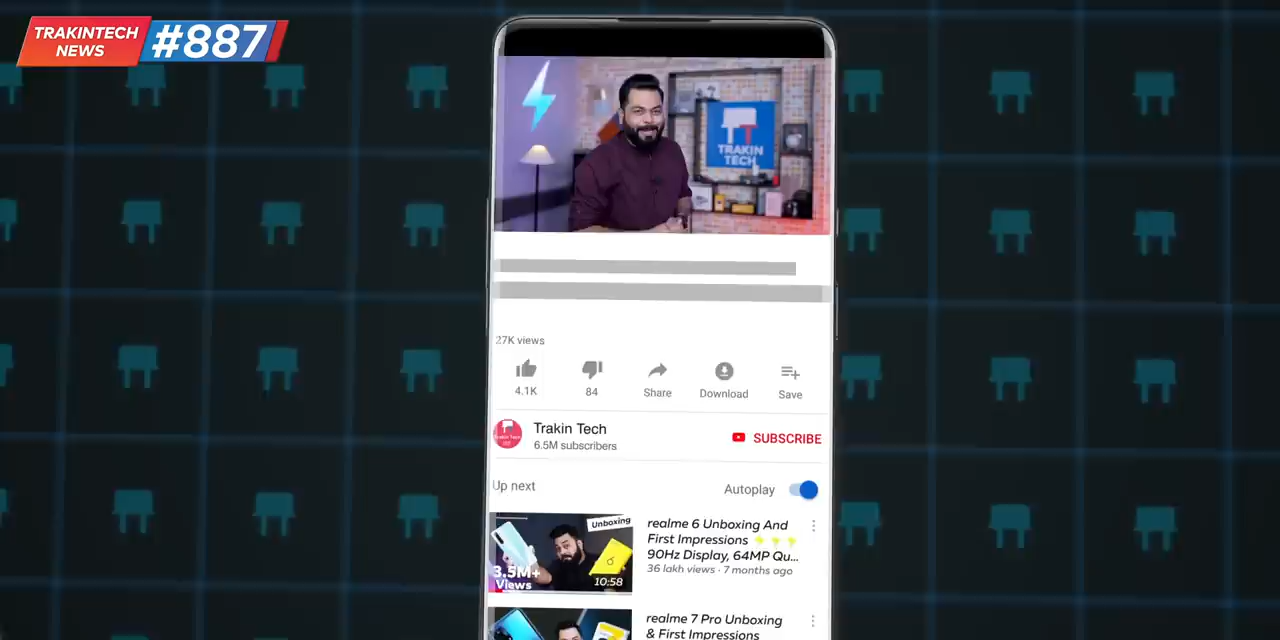 TRAKINTECH
NEWS
#887
TRAKIN
TECH
27K views
4.1K
84
Share
Download
Save
Trakin Tech
6.5M subscribers
SUBSCRIBE
Up next
Autoplay
Unboxing
3.5M+
Views
10:58
realme 6 Unboxing And
First Impressions
90Hz Display, 64MP Qu...
36 lakh views · 7 months ago
realme 7 Pro Unboxing
& First Impressions